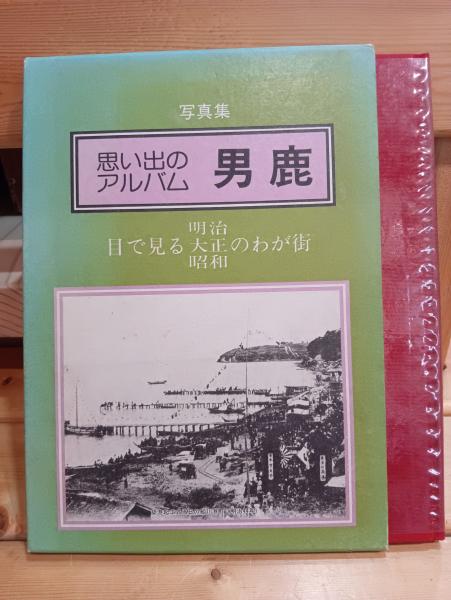 写真集
思い出の
アルバム
男鹿
明治
目で見る大正のわが街
昭和